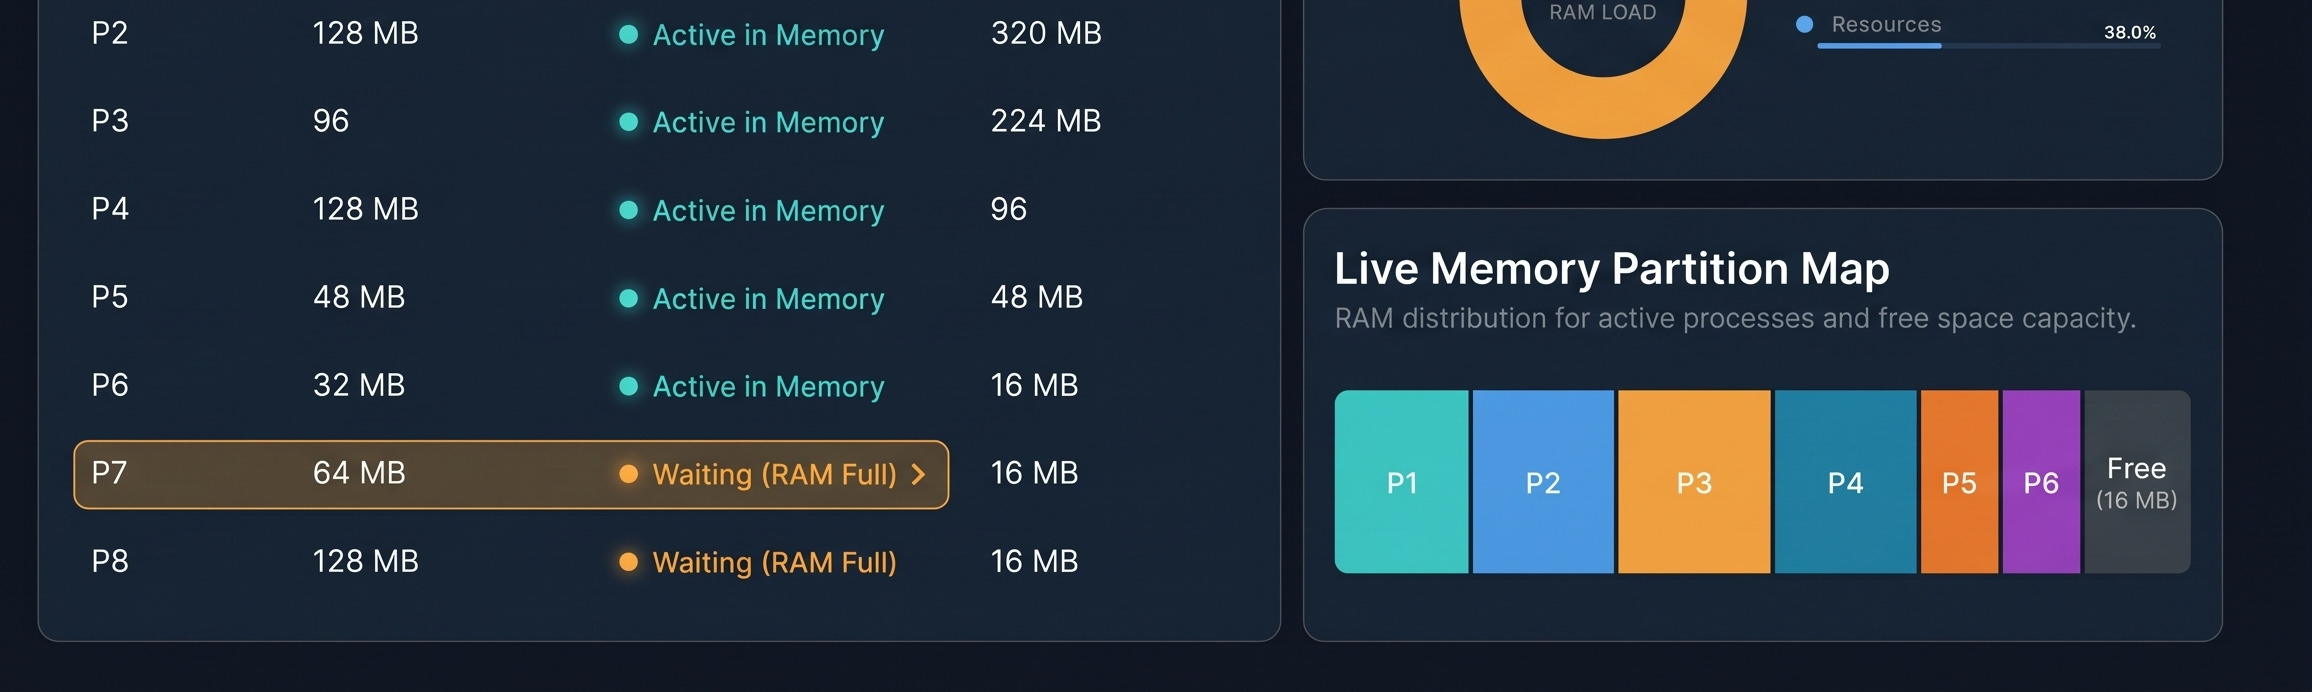 P2 128 MB Active in Memory 320 MB
P3 96 Active in Memory 224 MB
P4 128 MB Active in Memory 96
P5 48 MB Active in Memory 48 MB
P6 32 MB Active in Memory 16 MB
P7 64 MB Waiting (RAM Full) > 16 MB
P8 128 MB Waiting (RAM Full) 16 MB
RAM LOAD
Resources
38.0%
Live Memory Partition Map
RAM distribution for active processes and free space capacity.
P1 P2 P3 P4 P5 P6 Free
(16 MB)